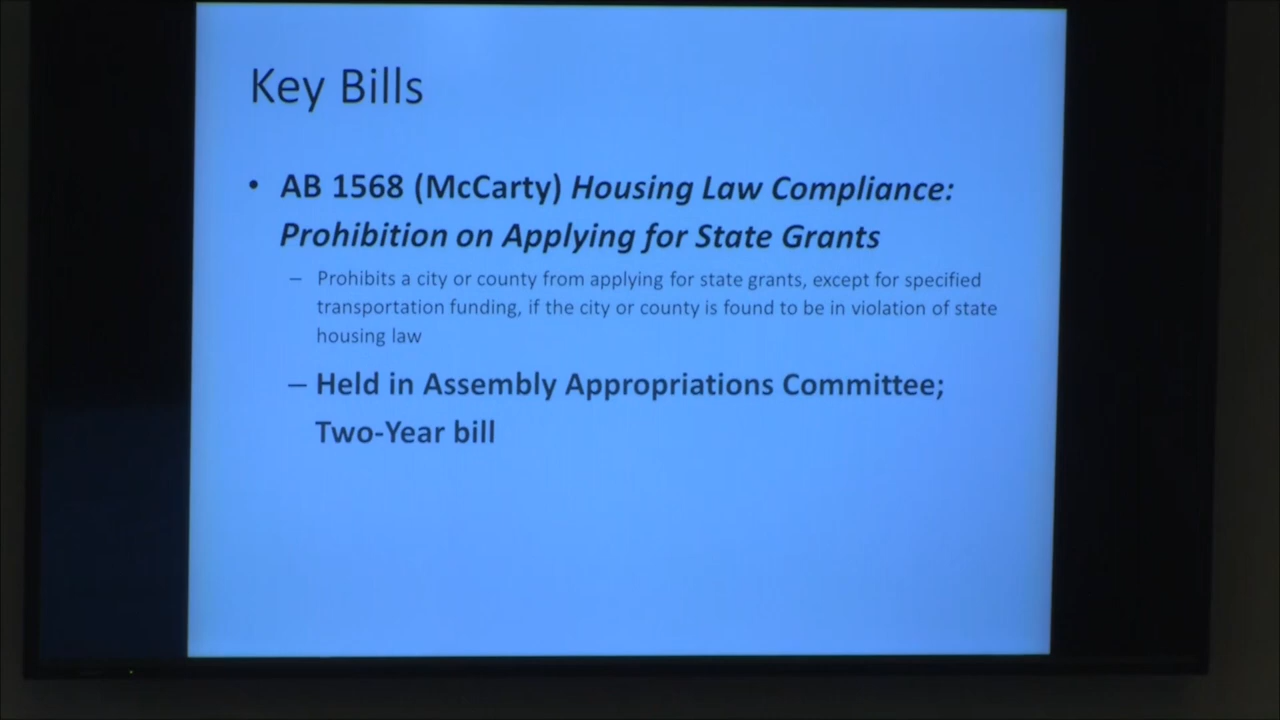 Key Bills
• AB 1568 (McCarty) Housing Law Compliance:
Prohibition on Applying for State Grants
– Prohibits a city or county from applying for state grants, except for specified
transportation funding, if the city or county is found to be in violation of state
housing law
– Held in Assembly Appropriations Committee;
Two-Year bill